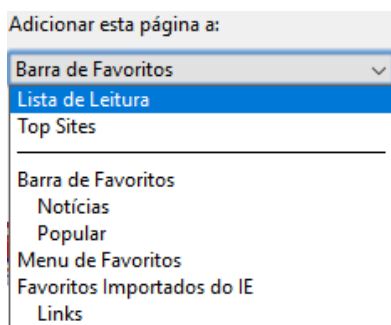 Adicionar esta página a:
Barra de Favoritos
Lista de Leitura
Top Sites
Barra de Favoritos
Notícias
Popular
Menu de Favoritos
Favoritos Importados do IE
Links